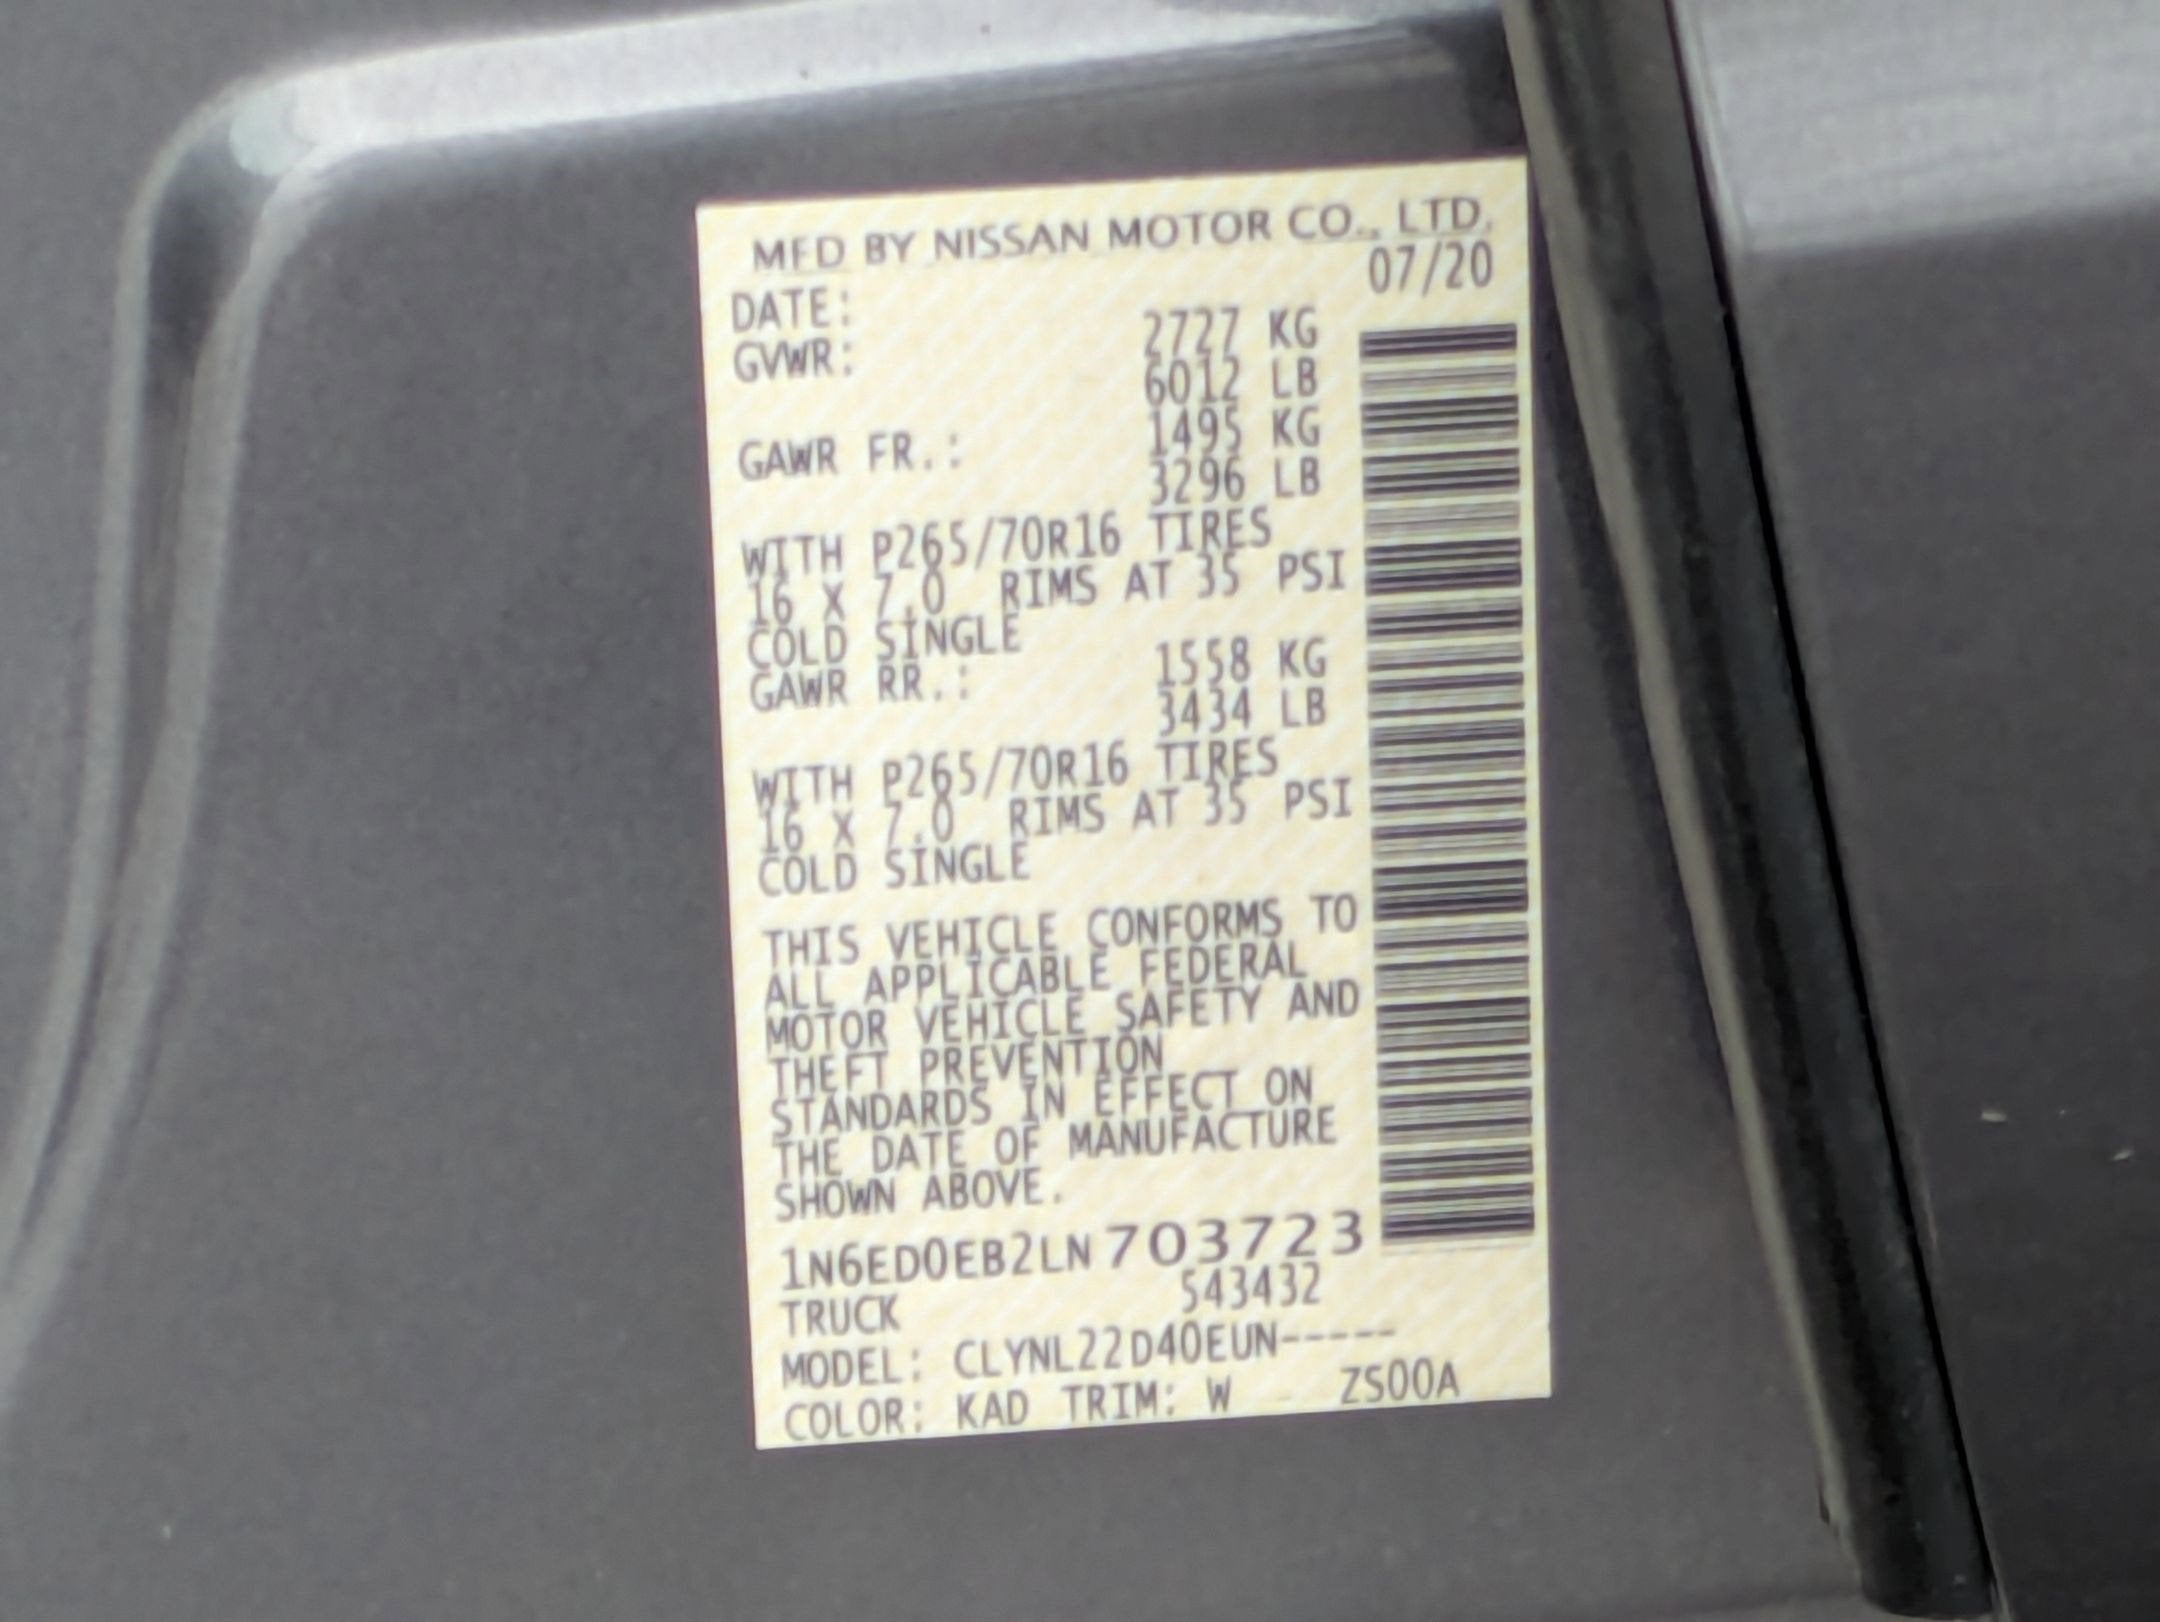 MFD BY NISSAN MOTOR CO., LTD.
DATE: 07/20
GVWR: 2727 KG
6012 LB
GAWR FR.: 1495 KG
3296 LB
WITH P265/70R16 TIRES
16 X 7.0 RIMS AT 35 PSI
COLD SINGLE
GAWR RR.: 1558 KG
3434 LB
WITH P265/70R16 TIRES
16 X 7.0 RIMS AT 35 PSI
COLD SINGLE
THIS VEHICLE CONFORMS TO
ALL APPLICABLE FEDERAL
MOTOR VEHICLE SAFETY AND
THEFT PREVENTION
STANDARDS IN EFFECT ON
THE DATE OF MANUFACTURE
SHOWN ABOVE.
1N6ED0EB2LN703723
TRUCK 543432
MODEL: CLYNL22D40EUN-----
COLOR: KAD TRIM: W ZS00A